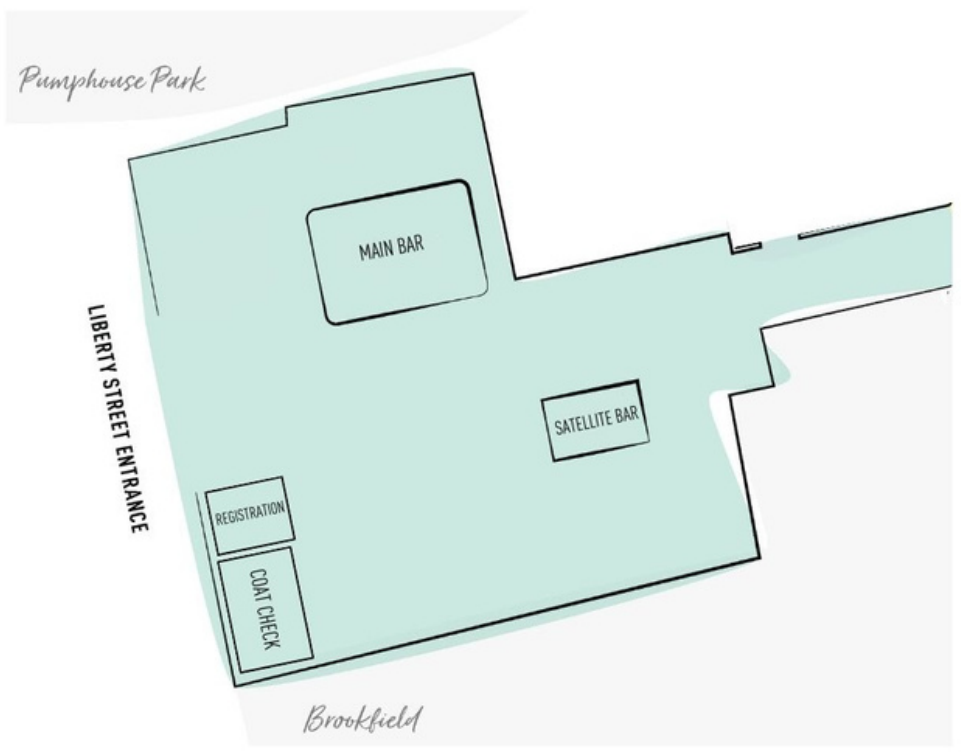 Pumphouse Park
MAIN BAR
LIBERTY STREET ENTRANCE
SATELLITE BAR
REGISTRATION
COAT CHECK
Brookfield